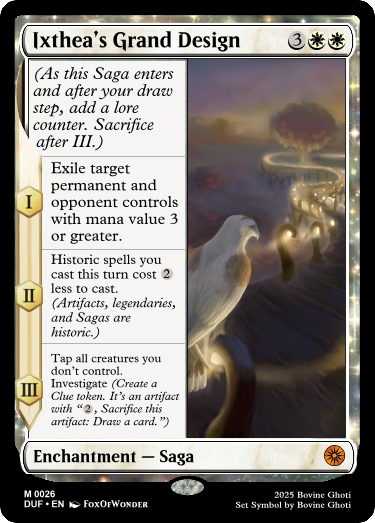 Ixthea's Grand Design 3
(As this Saga enters
and after your draw
step, add a lore
counter. Sacrifice
after III.)
I
Exile target
permanent and
opponent controls
with mana value 3
or greater.
II
Historic spells you
cast this turn cost 2
less to cast.
(Artifacts, legendaries,
and Sagas are
historic.)
III
Tap all creatures you
don't control.
Investigate (Create a
Clue token. It's an artifact
with “2, Sacrifice this
artifact: Draw a card.”)
Enchantment — Saga
M 0026
DUF • EN FoxOfWonder
2025 Bovine Ghoti
Set Symbol by Bovine Ghoti